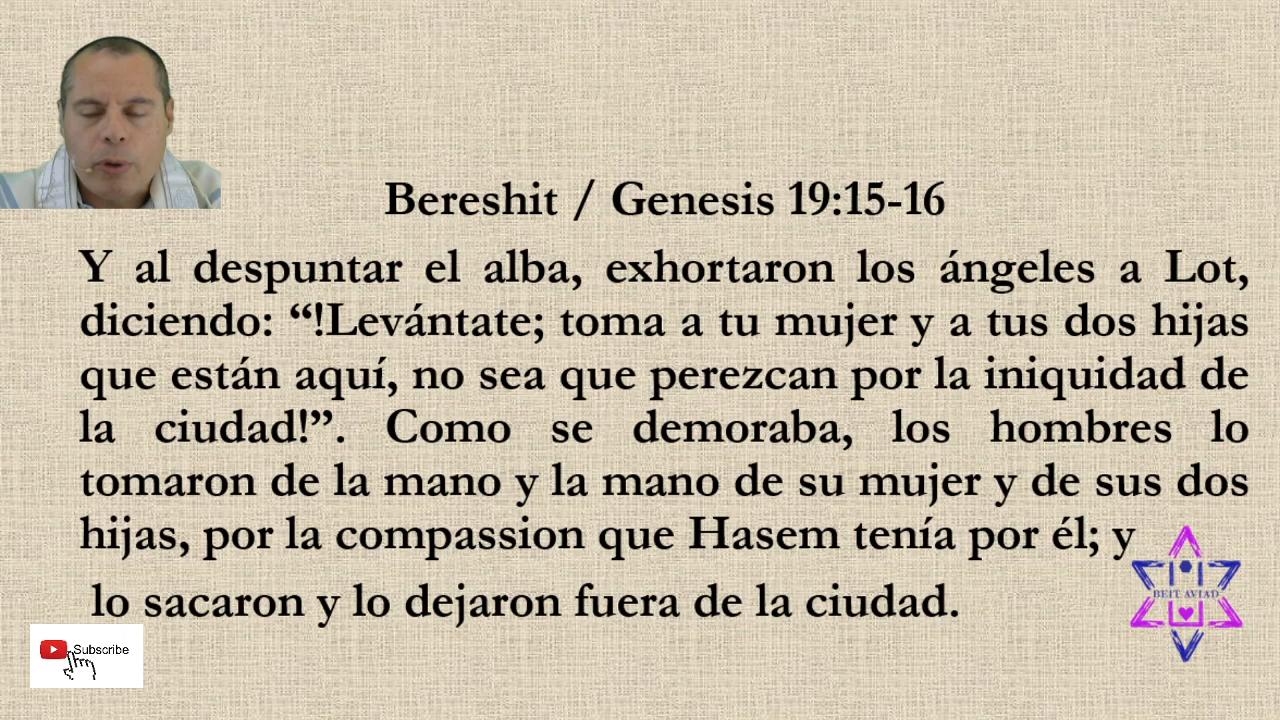 Bereshit / Genesis 19:15-16
Y al despuntar el alba, exhortaron los ángeles a Lot,
diciendo: “!Levántate; toma a tu mujer y a tus dos hijas
que están aquí, no sea que perezcan por la iniquidad de
la ciudad!”. Como se demoraba, los hombres lo
tomaron de la mano y la mano de su mujer y de sus dos
hijas, por la compassion que Hasem tenía por él; y
lo sacaron y lo dejaron fuera de la ciudad.
BEIT AVIAD
Subscribe